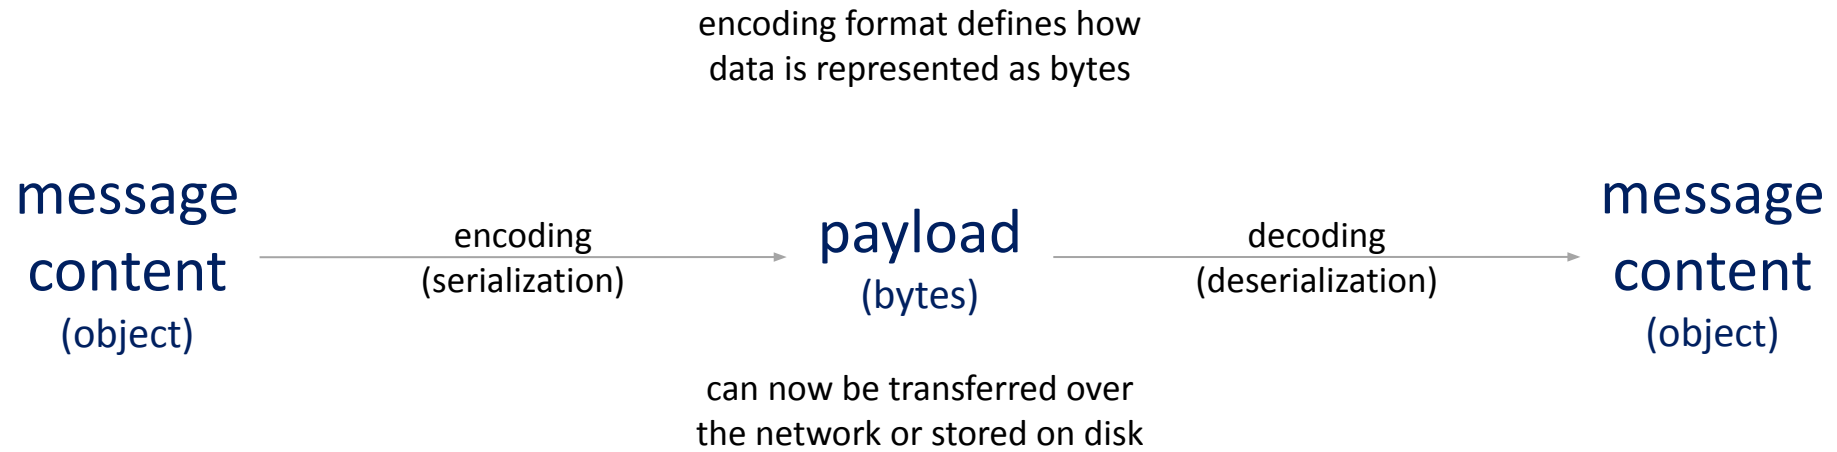 encoding format defines how
data is represented as bytes
message
content
(object)
encoding
(serialization)
payload
(bytes)
decoding
(deserialization)
message
content
(object)
can now be transferred over
the network or stored on disk